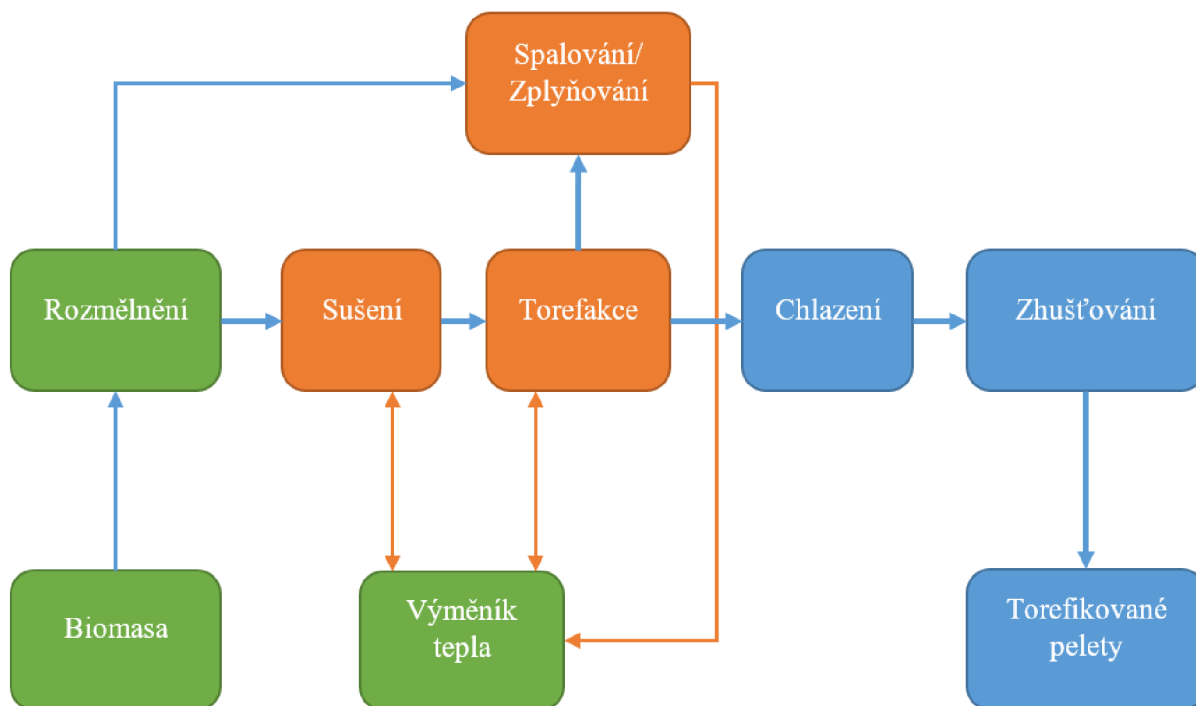 Spalování/
Zplyňování
Rozmělnění
Sušení
Torefakce
Chlazení
Zhušťování
Biomasa
Výměník
tepla
Torefikované
pelety